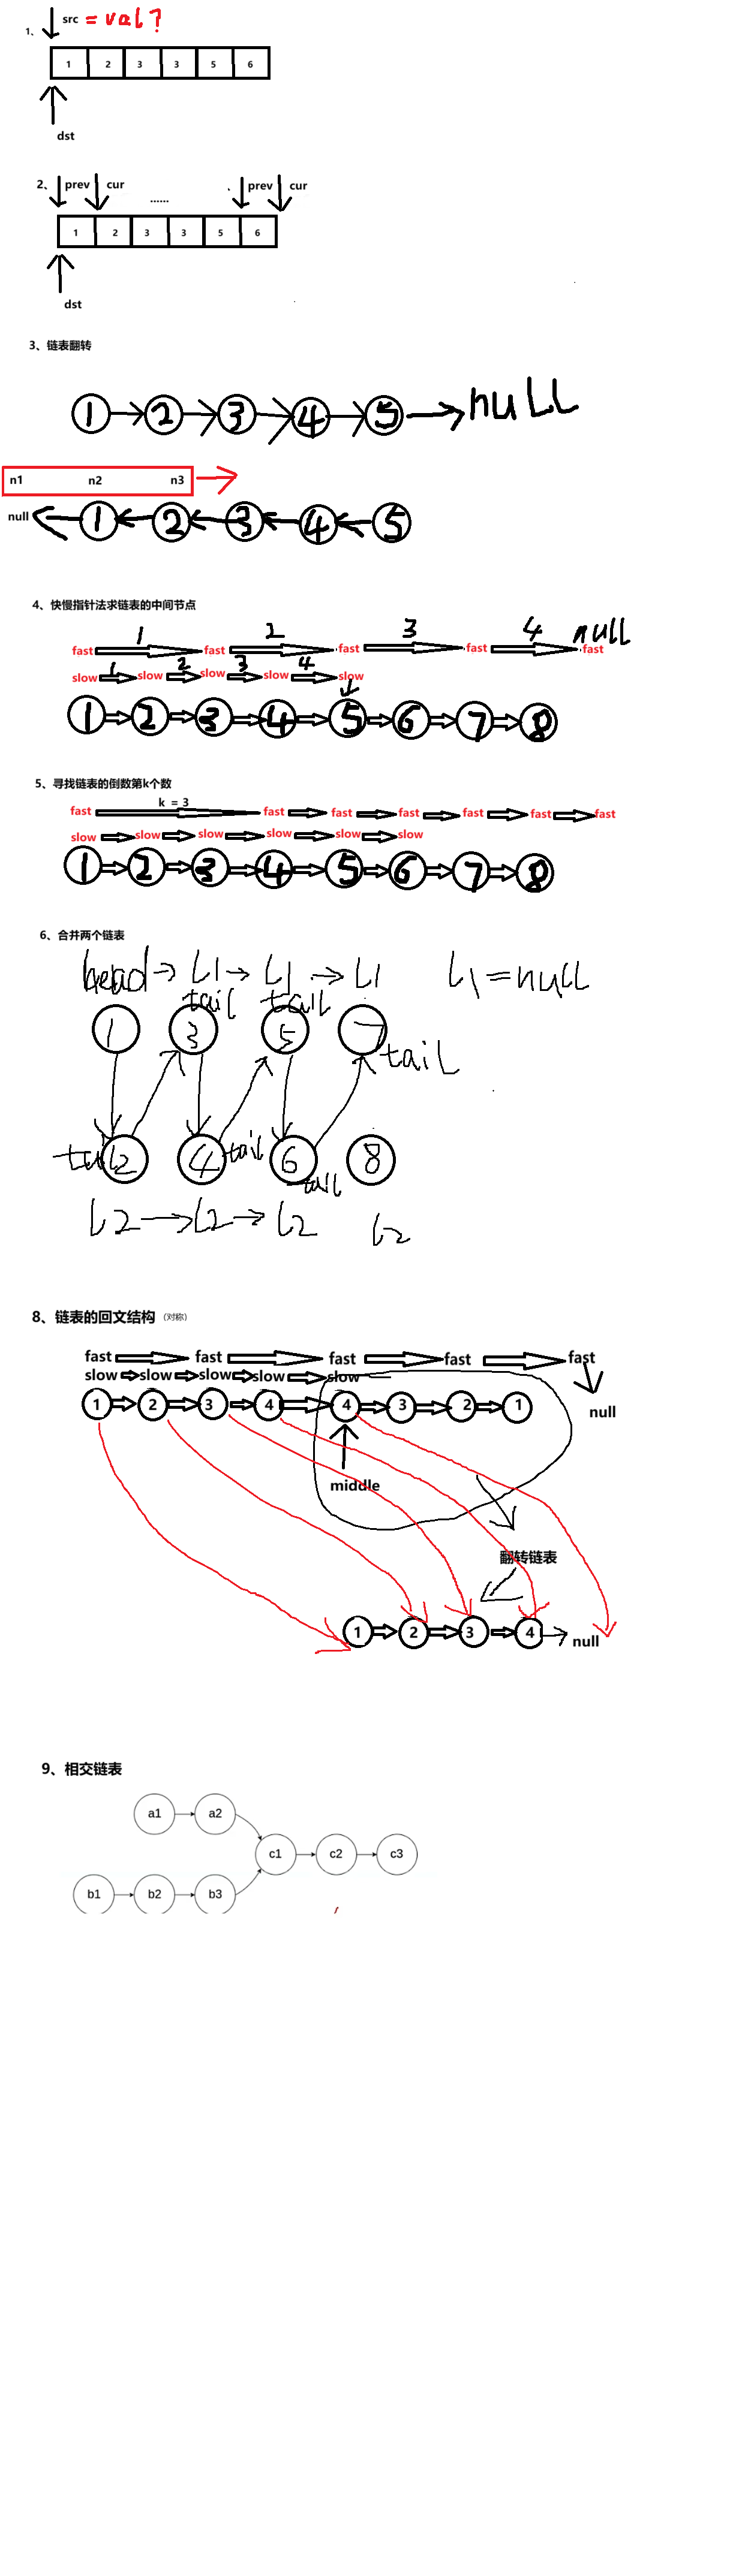 1、 src = val?
1 2 3 3 5 6
dst
2、 prev cur ...... prev cur
1 2 3 3 5 6
dst
3、链表翻转
1 2 3 4 5 null
n1 n2 n3
null 1 2 3 4 5
4、快慢指针法求链表的中间节点
1 2 3 4 null
fast fast fast fast fast
1 2 3 4
slow slow slow slow slow
1 2 3 4 5 6 7 8
5、寻找链表的倒数第k个数
k = 3
fast fast fast fast fast fast fast
slow slow slow slow slow slow
1 2 3 4 5 6 7 8
6、合并两个链表
head L1 L1 L1 L1=null
tail tail
1 3 5 7
tail
tail 2 4 tail 6 8
tail
L2 L2 L2 L2
8、链表的回文结构 (对称)
fast fast fast fast fast
slow slow slow slow slow
1 2 3 4 4 3 2 1
null
middle
翻转链表
1 2 3 4 null
9、相交链表
a1 a2
c1 c2 c3
b1 b2 b3